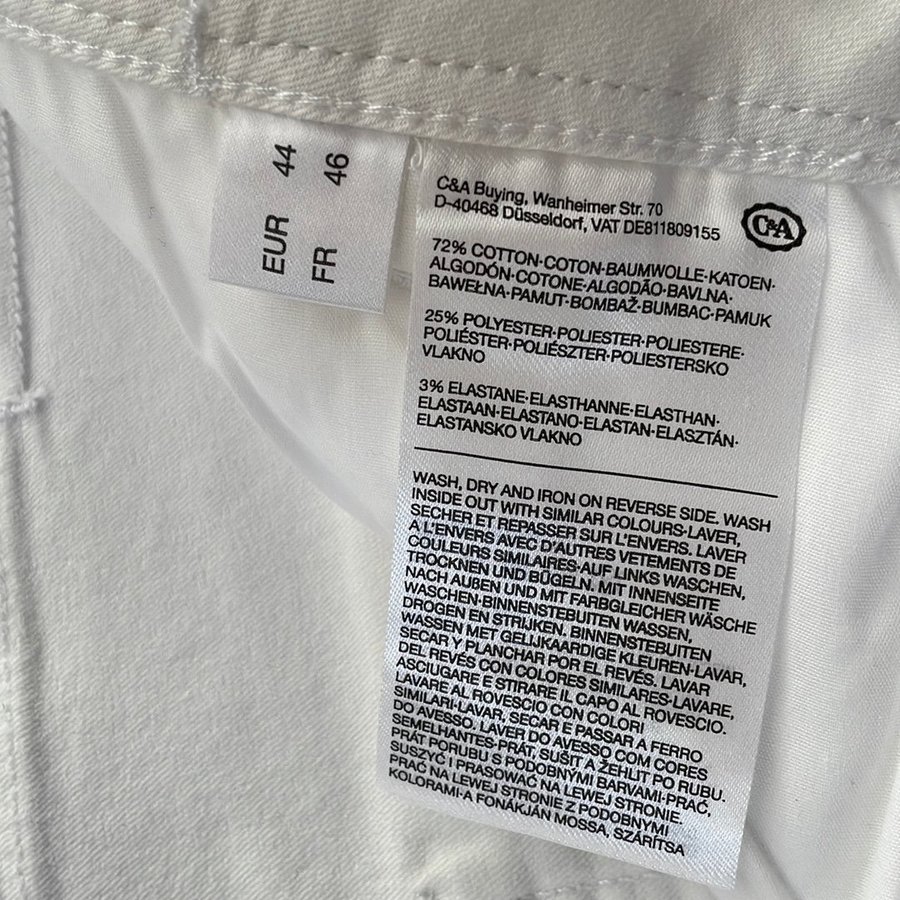 EUR 44
FR 46
C&A Buying, Wanheimer Str. 70
D-40468 Düsseldorf, VAT DE811809155
C&A
72% COTTON·COTON·BAUMWOLLE·KATOEN·
ALGODÓN·COTONE·ALGODÃO·BAVLNA·
BAWEŁNA·PAMUT·BOMBAŽ·BUMBAC·PAMUK
25% POLYESTER·POLIESTER·POLIESTERE·
POLIÉSTER·POLIÉSZTER·POLIESTERSKO
VLAKNO
3% ELASTANE·ELASTHANNE·ELASTHAN·
ELASTAAN·ELASTANO·ELASTAN·ELASZTÁN·
ELASTANSKO VLAKNO
WASH, DRY AND IRON ON REVERSE SIDE. WASH
INSIDE OUT WITH SIMILAR COLOURS·LAVER,
SECHER ET REPASSER SUR L'ENVERS. LAVER
A L'ENVERS AVEC D'AUTRES VETEMENTS DE
COULEURS SIMILAIRES·AUF LINKS WASCHEN,
TROCKNEN UND BÜGELN. MIT INNENSEITE
NACH AUßEN UND MIT FARBGLEICHER WÄSCHE
WASCHEN·BINNENSTEBUITEN WASSEN,
DROGEN EN STRIJKEN. BINNENSTEBUITEN
WASSEN MET GELIJKAARDIGE KLEUREN·LAVAR,
SECAR Y PLANCHAR POR EL REVÉS. LAVAR
DEL REVÉS CON COLORES SIMILARES·LAVARE,
ASCIUGARE E STIRARE IL CAPO AL ROVESCIO.
LAVARE AL ROVESCIO CON COLORI
SIMILARI·LAVAR, SECAR E PASSAR A FERRO
DO AVESSO. LAVER DO AVESSO COM CORES
SEMELHANTES·PRÁT, SUŠIT A ŽEHLIT PO RUBU.
PRÁT PORUBU S PODOBNÝMI BARVAMI·PRAĆ,
SUSZYĆ I PRASOWAĆ NA LEWEJ STRONIE.
PRAĆ NA LEWEJ STRONIE Z PODOBNYMI
KOLORAMI·A FONÁKJÁN MOSSA, SZÁRÍTSA